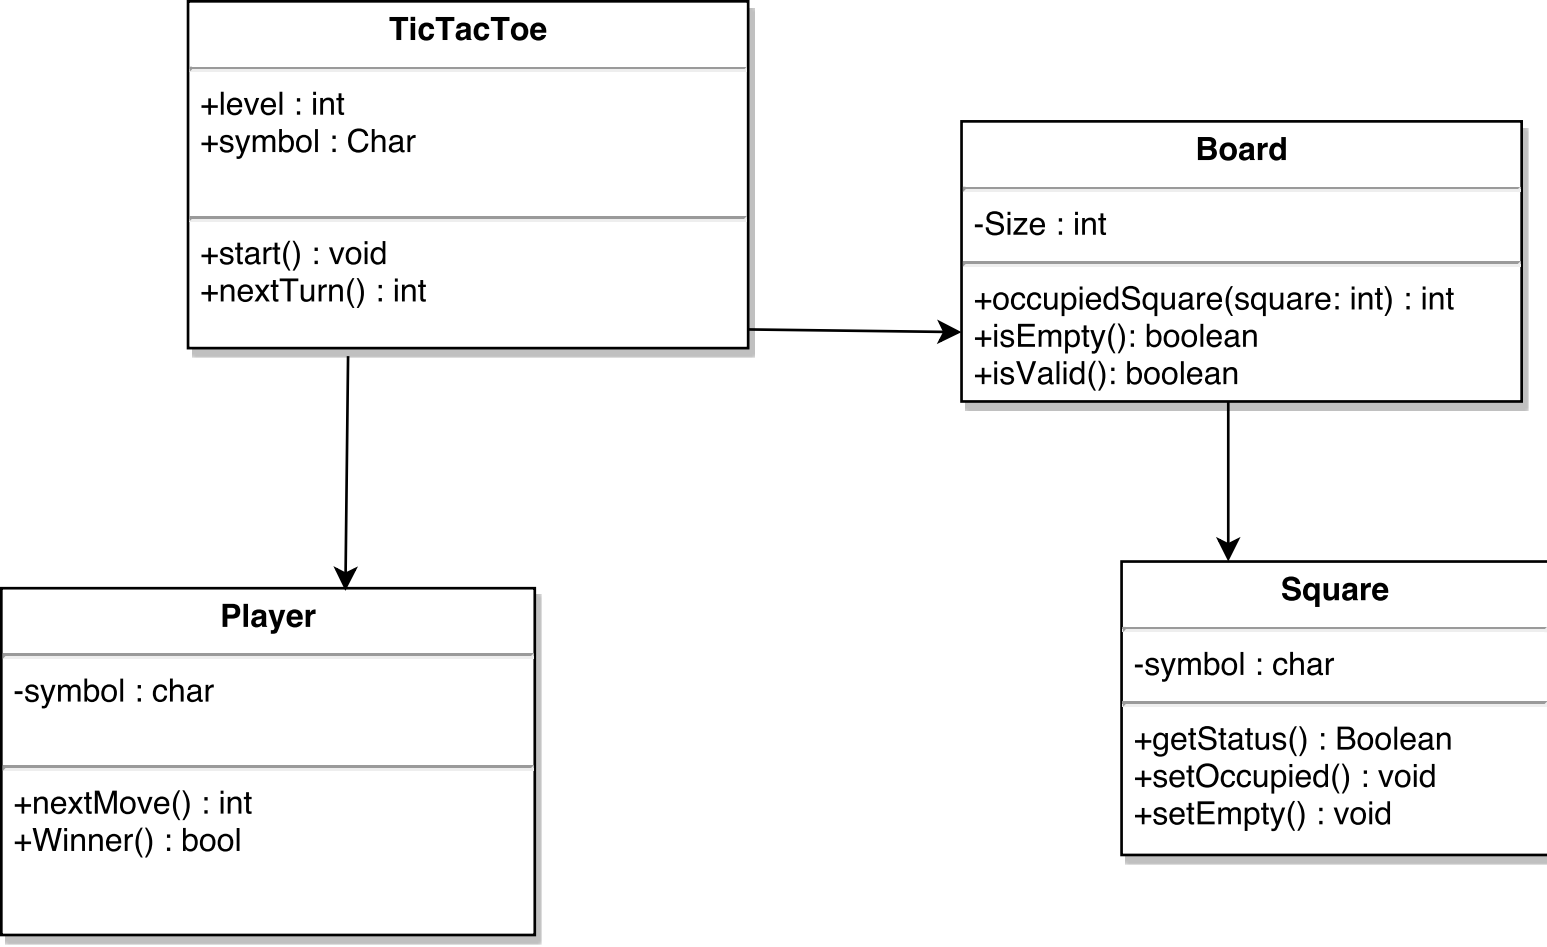 TicTacToe
+level : int
+symbol : Char
+start() : void
+nextTurn() : int
Board
-Size : int
+occupiedSquare(square: int) : int
+isEmpty(): boolean
+isValid(): boolean
Player
-symbol : char
+nextMove() : int
+Winner() : bool
Square
-symbol : char
+getStatus() : Boolean
+setOccupied() : void
+setEmpty() : void